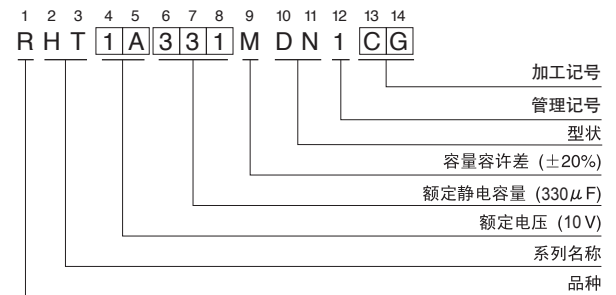 1 2 3 4 5 6 7 8 9 10 11 12 13 14
R H T 1 A 3 3 1 M D N 1 C G
加工记号
管理记号
型状
容量容许差 (±20%)
额定静电容量 (330μF)
额定电压 (10V)
系列名称
品种